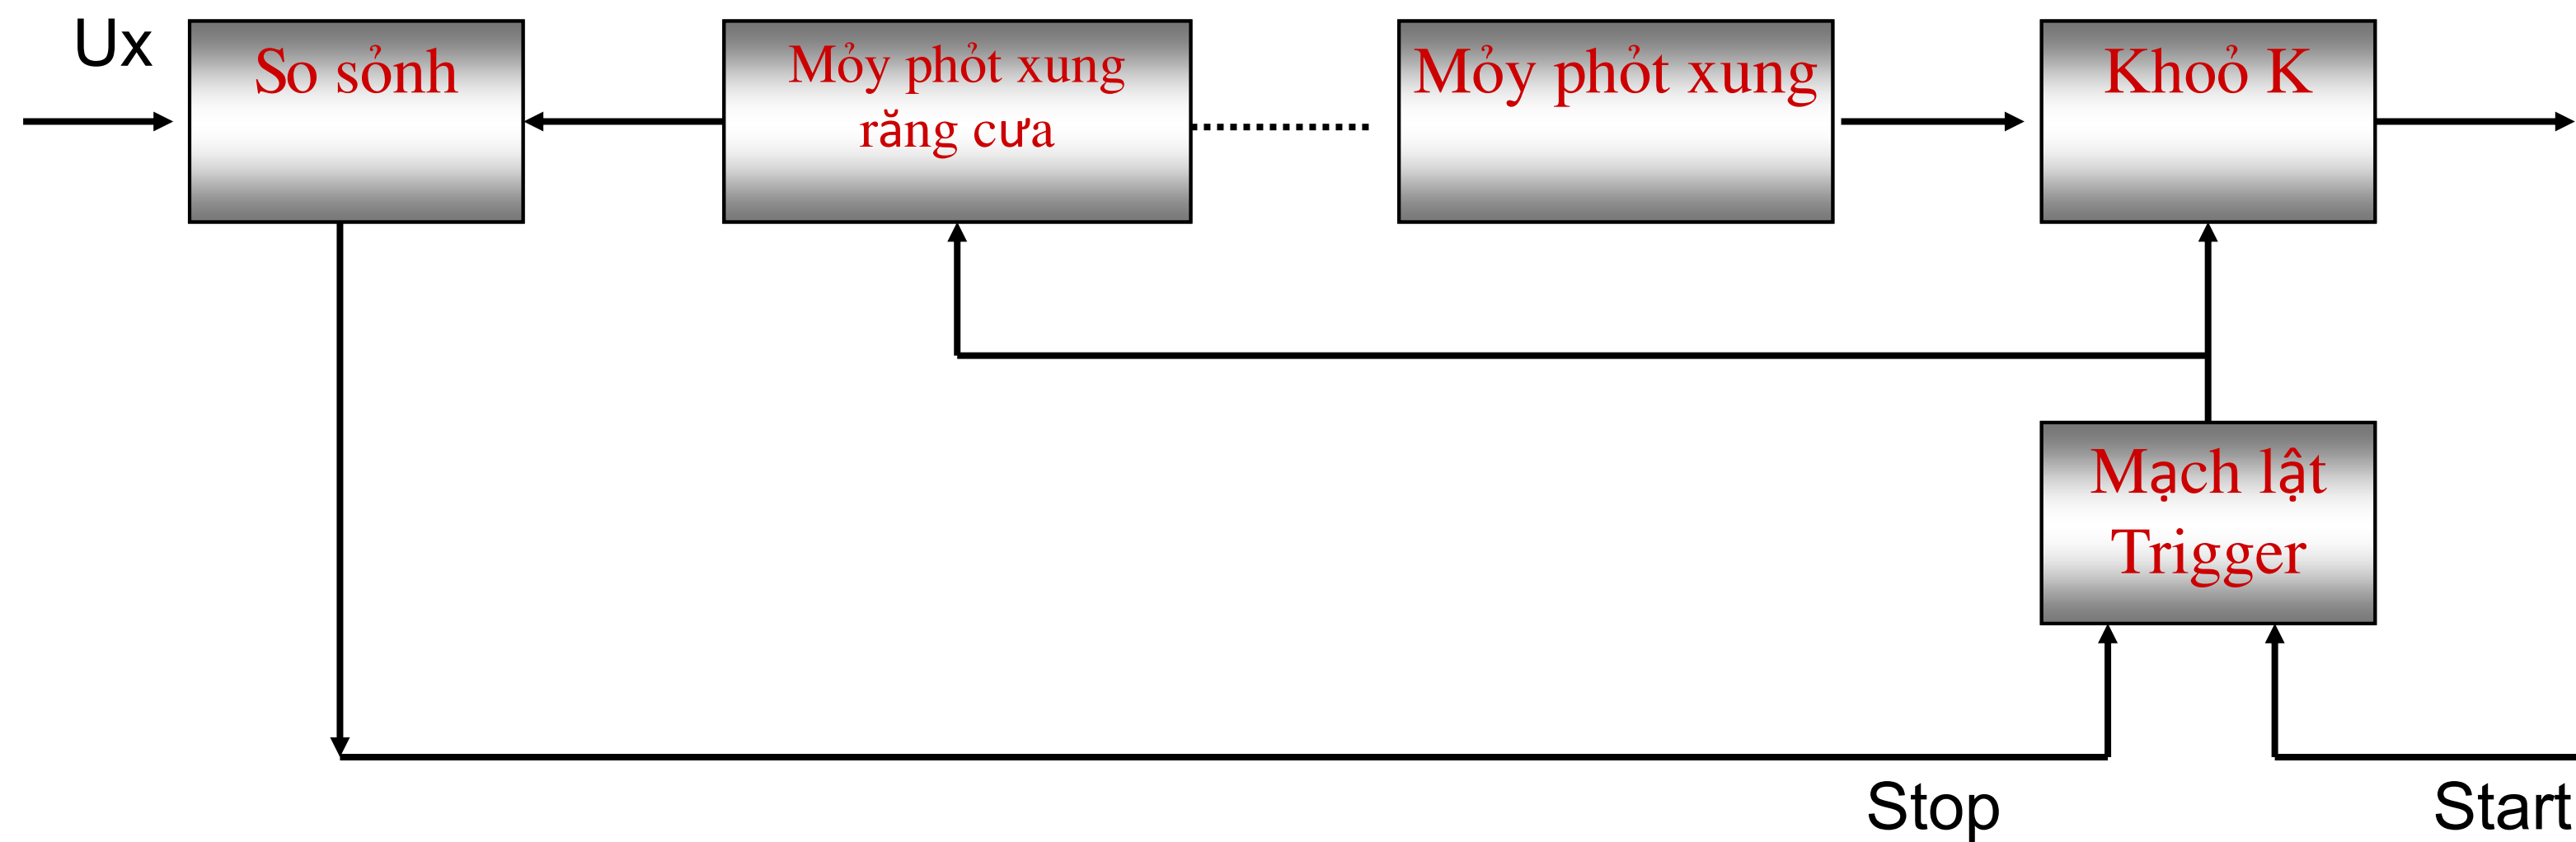 Ux
So sỏnh
Mỏy phỏt xung
răng cưa
Mỏy phỏt xung
Khoỏ K
Mạch lật
Trigger
Stop
Start